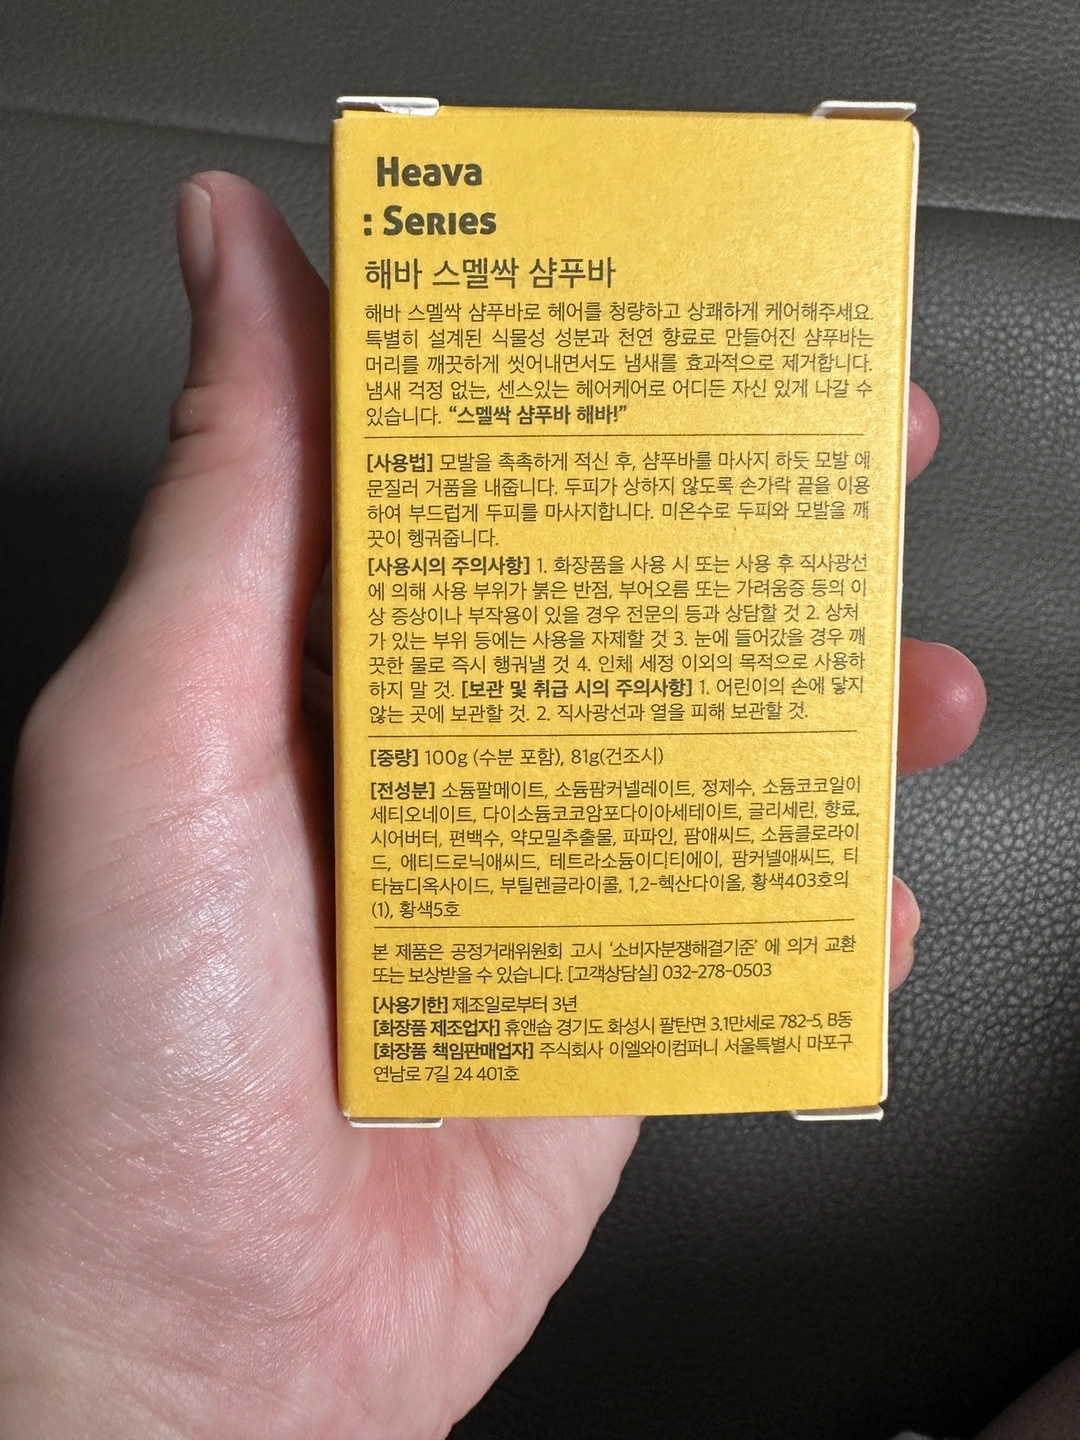 Heava
: Series
해바 스멜싹 샴푸바
해바 스멜싹 샴푸바로 헤어를 청량하고 상쾌하게 케어해주세요.
특별히 설계된 식물성 성분과 천연 향료로 만들어진 샴푸바는
머리를 깨끗하게 씻어내면서도 냄새를 효과적으로 제거합니다.
냄새 걱정 없는, 센스있는 헤어케어로 어디든 자신 있게 나갈 수
있습니다. “스멜싹 샴푸바 해바!”
[사용법] 모발을 촉촉하게 적신 후, 샴푸바를 마사지 하듯 모발 에
문질러 거품을 내줍니다. 두피가 상하지 않도록 손가락 끝을 이용
하여 부드럽게 두피를 마사지합니다. 미온수로 두피와 모발을 깨
끗이 헹궈줍니다.
[사용시의 주의사항] 1. 화장품을 사용 시 또는 사용 후 직사광선
에 의해 사용 부위가 붉은 반점, 부어오름 또는 가려움증 등의 이
상 증상이나 부작용이 있을 경우 전문의 등과 상담할 것 2. 상처
가 있는 부위 등에는 사용을 자제할 것 3. 눈에 들어갔을 경우 깨
끗한 물로 즉시 헹궈낼 것 4. 인체 세정 이외의 목적으로 사용하
하지 말 것. [보관 및 취급 시의 주의사항] 1. 어린이의 손에 닿지
않는 곳에 보관할 것. 2. 직사광선과 열을 피해 보관할 것.
[중량] 100g (수분 포함), 81g(건조시)
[전성분] 소듐팔메이트, 소듐팜커넬레이트, 정제수, 소듐코코일이
세티오네이트, 다이소듐코코암포다이아세테이트, 글리세린, 향료,
시어버터, 편백수, 약모밀추출물, 파파인, 팜애씨드, 소듐클로라이
드, 에티드로닉애씨드, 테트라소듐이디티에이, 팜커넬애씨드, 티
타늄디옥사이드, 부틸렌글라이콜, 1,2-헥산다이올, 황색403호의
(1), 황색5호
본 제품은 공정거래위원회 고시 ‘소비자분쟁해결기준’ 에 의거 교환
또는 보상받을 수 있습니다. [고객상담실] 032-278-0503
[사용기한] 제조일로부터 3년
[화장품 제조업자] 휴앤솝 경기도 화성시 팔탄면 3.1만세로 782-5, B동
[화장품 책임판매업자] 주식회사 이엘와이컴퍼니 서울특별시 마포구
연남로 7길 24 401호